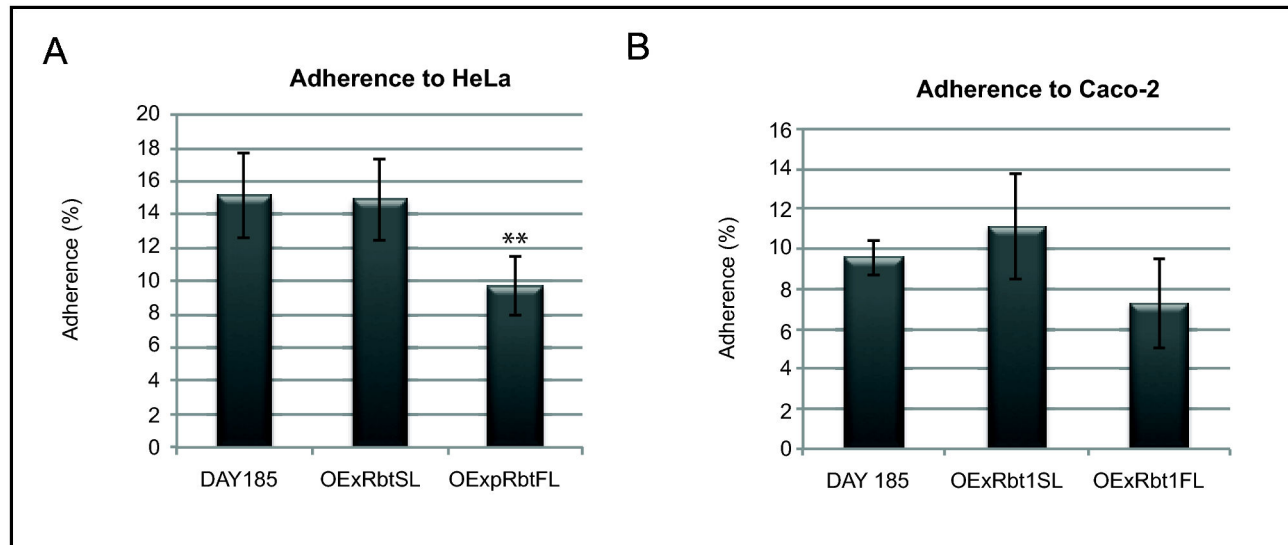 A
Adherence to HeLa
Adherence (%)
20
18
16
14
12
10
8
6
4
2
0
**
DAY185
OExRbtSL
OExpRbtFL
B
Adherence to Caco-2
Adherence (%)
16
14
12
10
8
6
4
2
0
DAY 185
OExRbt1SL
OExRbt1FL